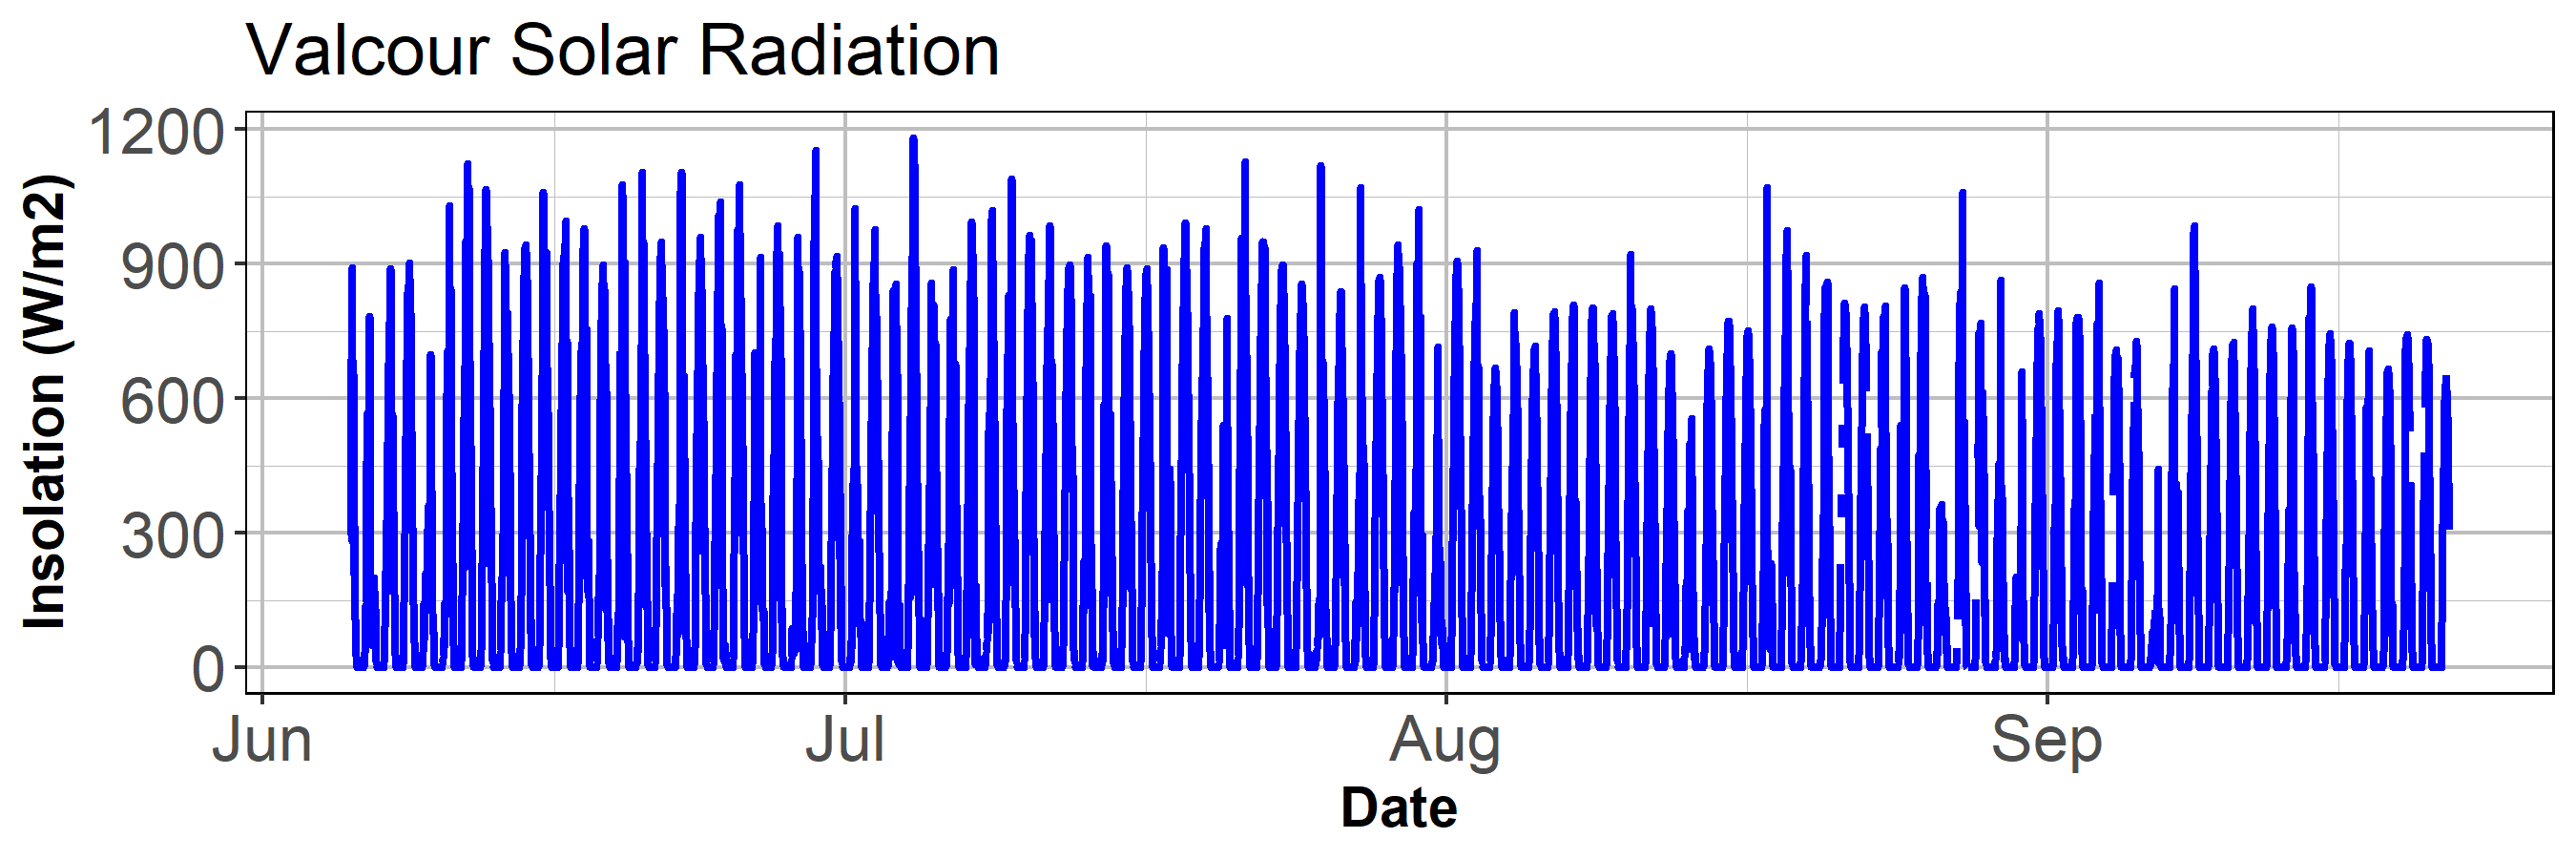 Valcour Solar Radiation
1200
900
600
300
0
Insolation (W/m2)
Jun Jul Aug Sep
Date